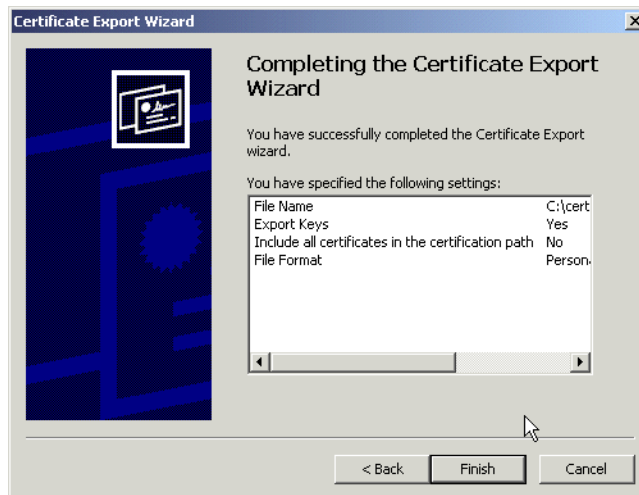 Certificate Export Wizard
Completing the Certificate Export
Wizard
You have successfully completed the Certificate Export
wizard.
You have specified the following settings:
File Name C:\cert
Export Keys Yes
Include all certificates in the certification path No
File Format Person
< Back Finish Cancel